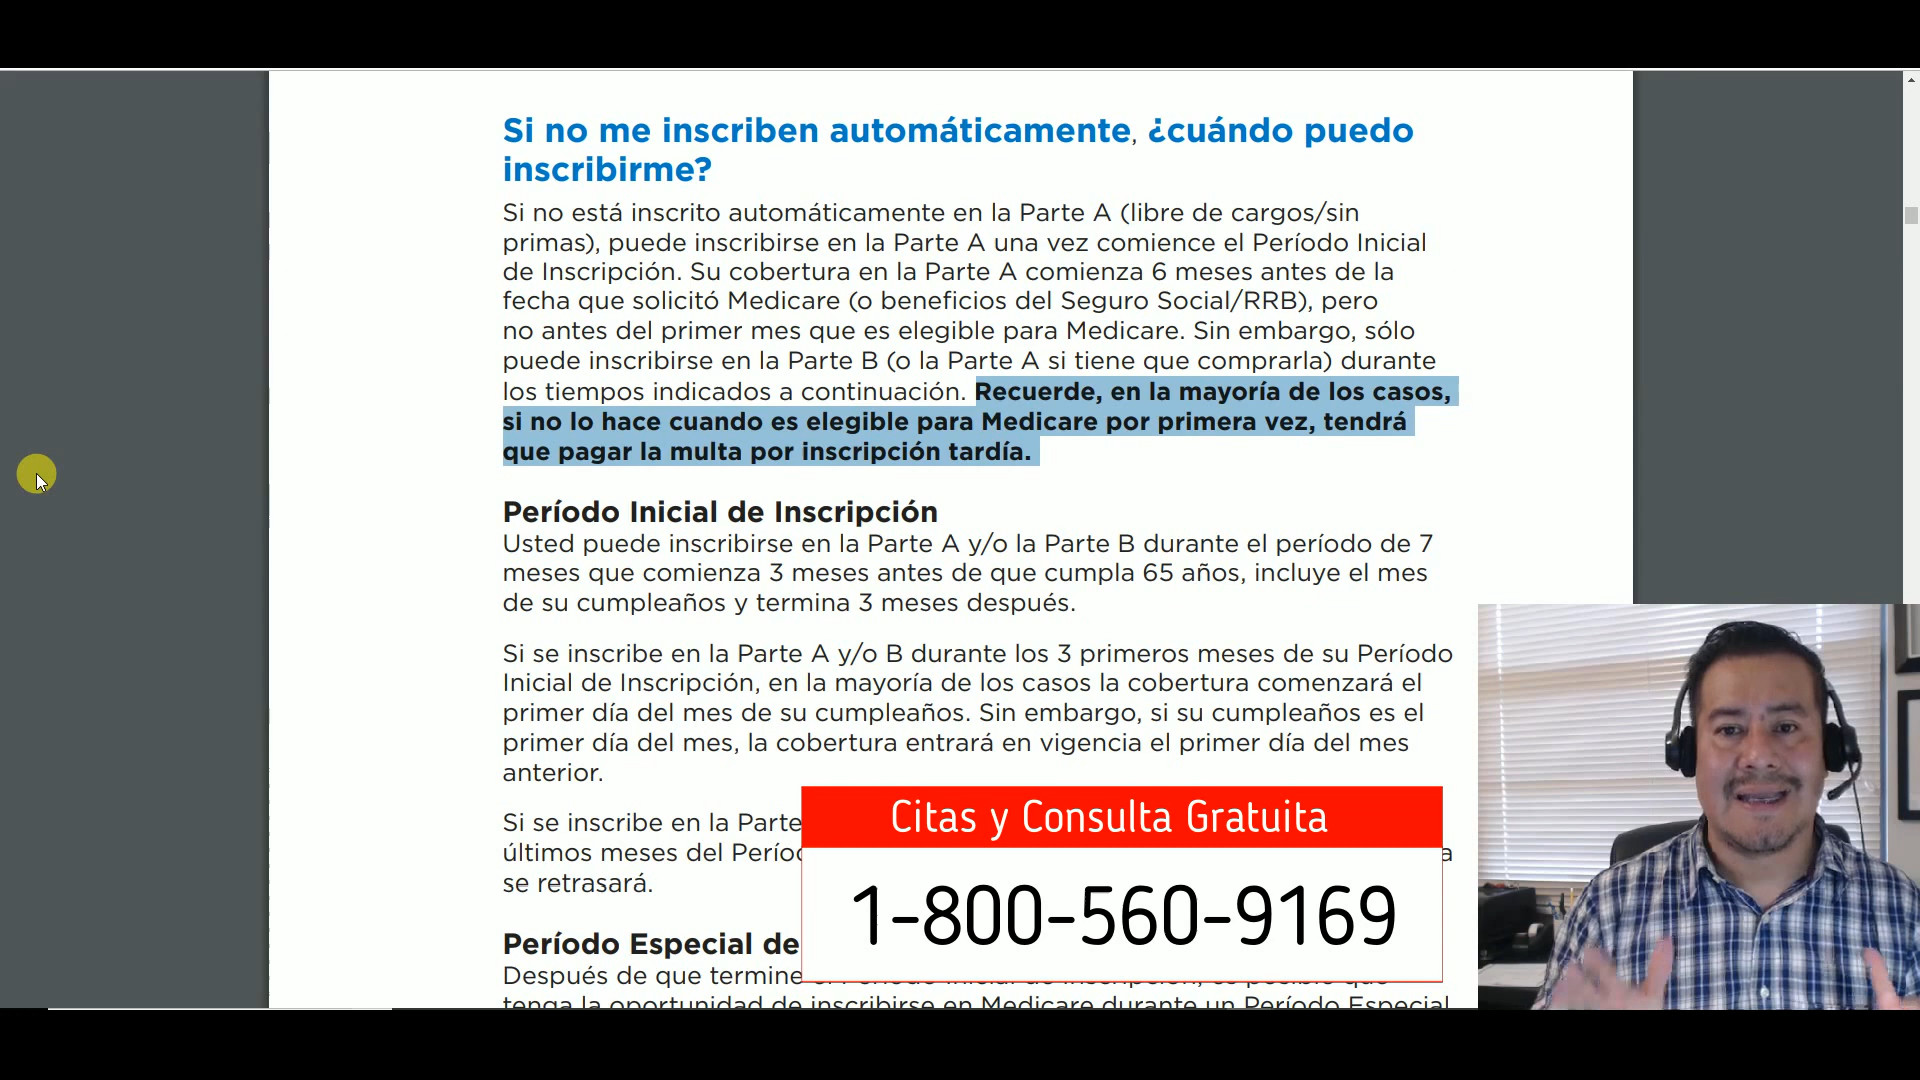 Si no me inscriben automáticamente, ¿cuándo puedo
inscribirme?
Si no está inscrito automáticamente en la Parte A (libre de cargos/sin
primas), puede inscribirse en la Parte A una vez comience el Período Inicial
de Inscripción. Su cobertura en la Parte A comienza 6 meses antes de la
fecha que solicitó Medicare (o beneficios del Seguro Social/RRB), pero
no antes del primer mes que es elegible para Medicare. Sin embargo, sólo
puede inscribirse en la Parte B (o la Parte A si tiene que comprarla) durante
los tiempos indicados a continuación. Recuerde, en la mayoría de los casos,
si no lo hace cuando es elegible para Medicare por primera vez, tendrá
que pagar la multa por inscripción tardía.
Período Inicial de Inscripción
Usted puede inscribirse en la Parte A y/o la Parte B durante el período de 7
meses que comienza 3 meses antes de que cumpla 65 años, incluye el mes
de su cumpleaños y termina 3 meses después.
Si se inscribe en la Parte A y/o B durante los 3 primeros meses de su Período
Inicial de Inscripción, en la mayoría de los casos la cobertura comenzará el
primer día del mes de su cumpleaños. Sin embargo, si su cumpleaños es el
primer día del mes, la cobertura entrará en vigencia el primer día del mes
anterior.
Si se inscribe en la Parte
últimos meses del
se retrasará.
Período Especial de
Después de que termine
tenga la oportunidad de inscribirse en Medicare durante un Período Especial
Citas y Consulta Gratuita
1-800-560-9169